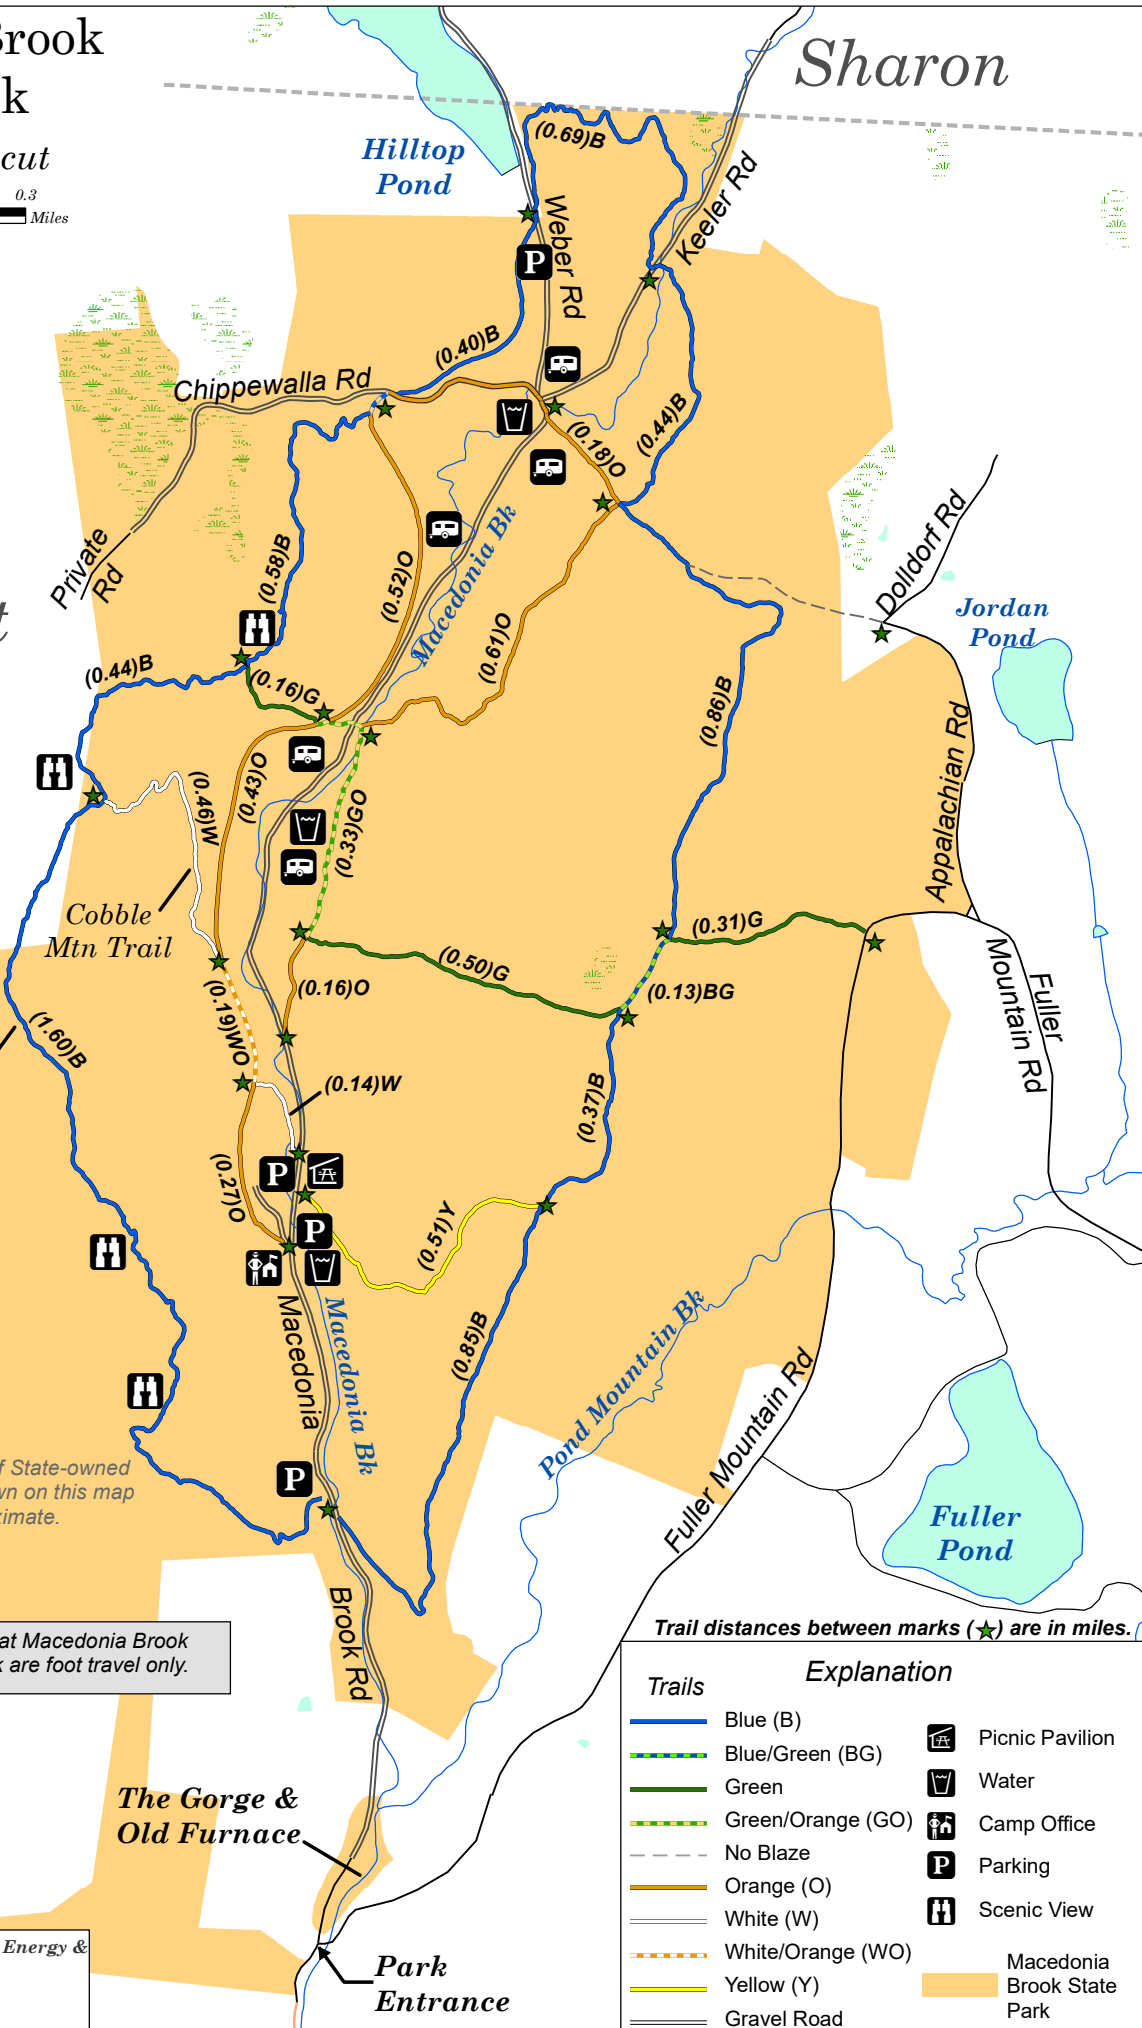 Brook
k
cut
0.3
Miles
Sharon
Hilltop
Pond
(0.69)B
Weber Rd
Keeler Rd
P
(0.40)B
Chippewalla Rd
(0.44)B
(0.18)O
Private
Rd
(0.58)B
(0.52)O
Macedonia Bk
Dolldorf Rd
Jordan
Pond
t
(0.61)O
(0.44)B
(0.16)G
(0.86)B
Appalachian Rd
(0.46)W
(0.43)O
(0.33)GO
Cobble
Mtn Trail
(0.31)G
(0.50)G
(0.13)BG
(0.16)O
(0.19)WO
Fuller
Mountain Rd
(1.60)B
(0.14)W
(0.37)B
P
(0.27)O
P
(0.51)Y
Macedonia
Macedonia Bk
(0.85)B
Pond Mountain Bk
Fuller Mountain Rd
P
f State-owned
wn on this map
ximate.
Fuller
Pond
Brook Rd
at Macedonia Brook
k are foot travel only.
Trail distances between marks ( ) are in miles.
Explanation
Trails
Blue (B)
Blue/Green (BG)
Green
Green/Orange (GO)
No Blaze
Orange (O)
White (W)
White/Orange (WO)
Yellow (Y)
Gravel Road
Picnic Pavilion
Water
Camp Office
P
Parking
Scenic View
Macedonia
Brook State
Park
The Gorge &
Old Furnace
Energy &
Park
Entrance